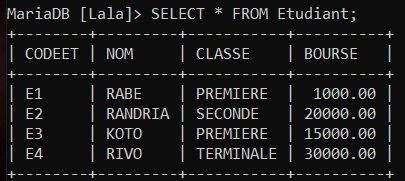 MariaDB [Lala]> SELECT * FROM Etudiant;
+--------+---------+-----------+----------+
| CODEET | NOM     | CLASSE    | BOURSE   |
+--------+---------+-----------+----------+
| E1     | RABE    | PREMIERE  |  1000.00 |
| E2     | RANDRIA | SECONDE   | 20000.00 |
| E3     | KOTO    | PREMIERE  | 15000.00 |
| E4     | RIVO    | TERMINALE | 30000.00 |
+--------+---------+-----------+----------+